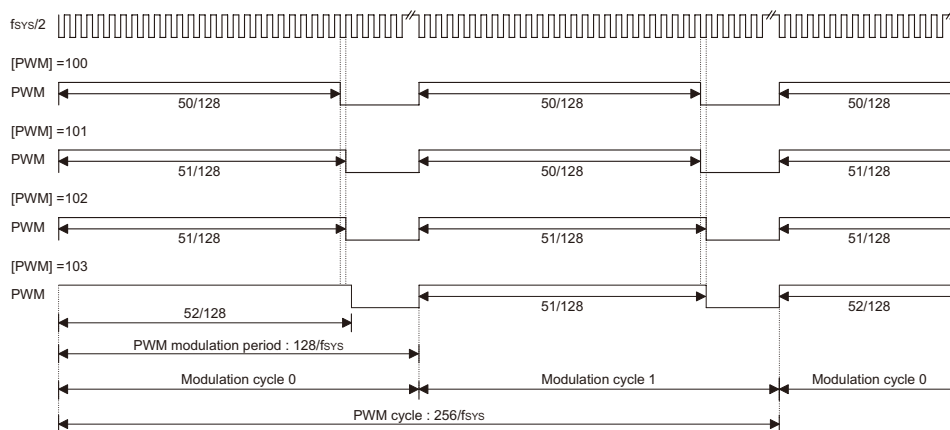 fSYS/2
[PWM] =100
PWM
50/128
50/128
50/128
[PWM] =101
PWM
51/128
50/128
51/128
[PWM] =102
PWM
51/128
51/128
51/128
[PWM] =103
PWM
52/128
51/128
52/128
PWM modulation period : 128/fSYS
Modulation cycle 0
Modulation cycle 1
Modulation cycle 0
PWM cycle : 256/fSYS